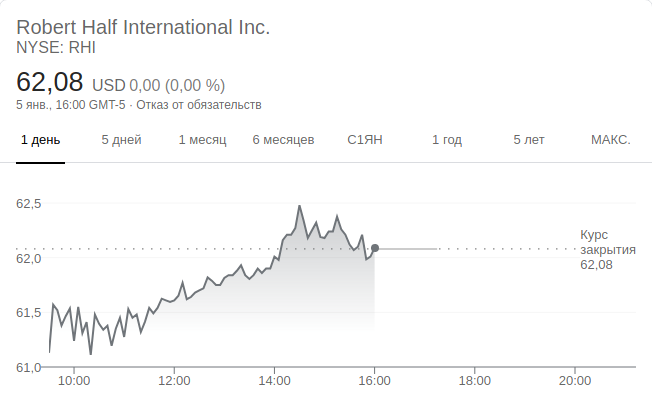 Robert Half International Inc.
NYSE: RHI
62,08 USD 0,00 (0,00 %)
5 янв., 16:00 GMT-5 · Отказ от обязательств
1 день 5 дней 1 месяц 6 месяцев С1ЯН 1 год 5 лет МАКС.
62,5
Курс
закрытия
62,08
62,0
61,5
61,0
10:00 12:00 14:00 16:00 18:00 20:00